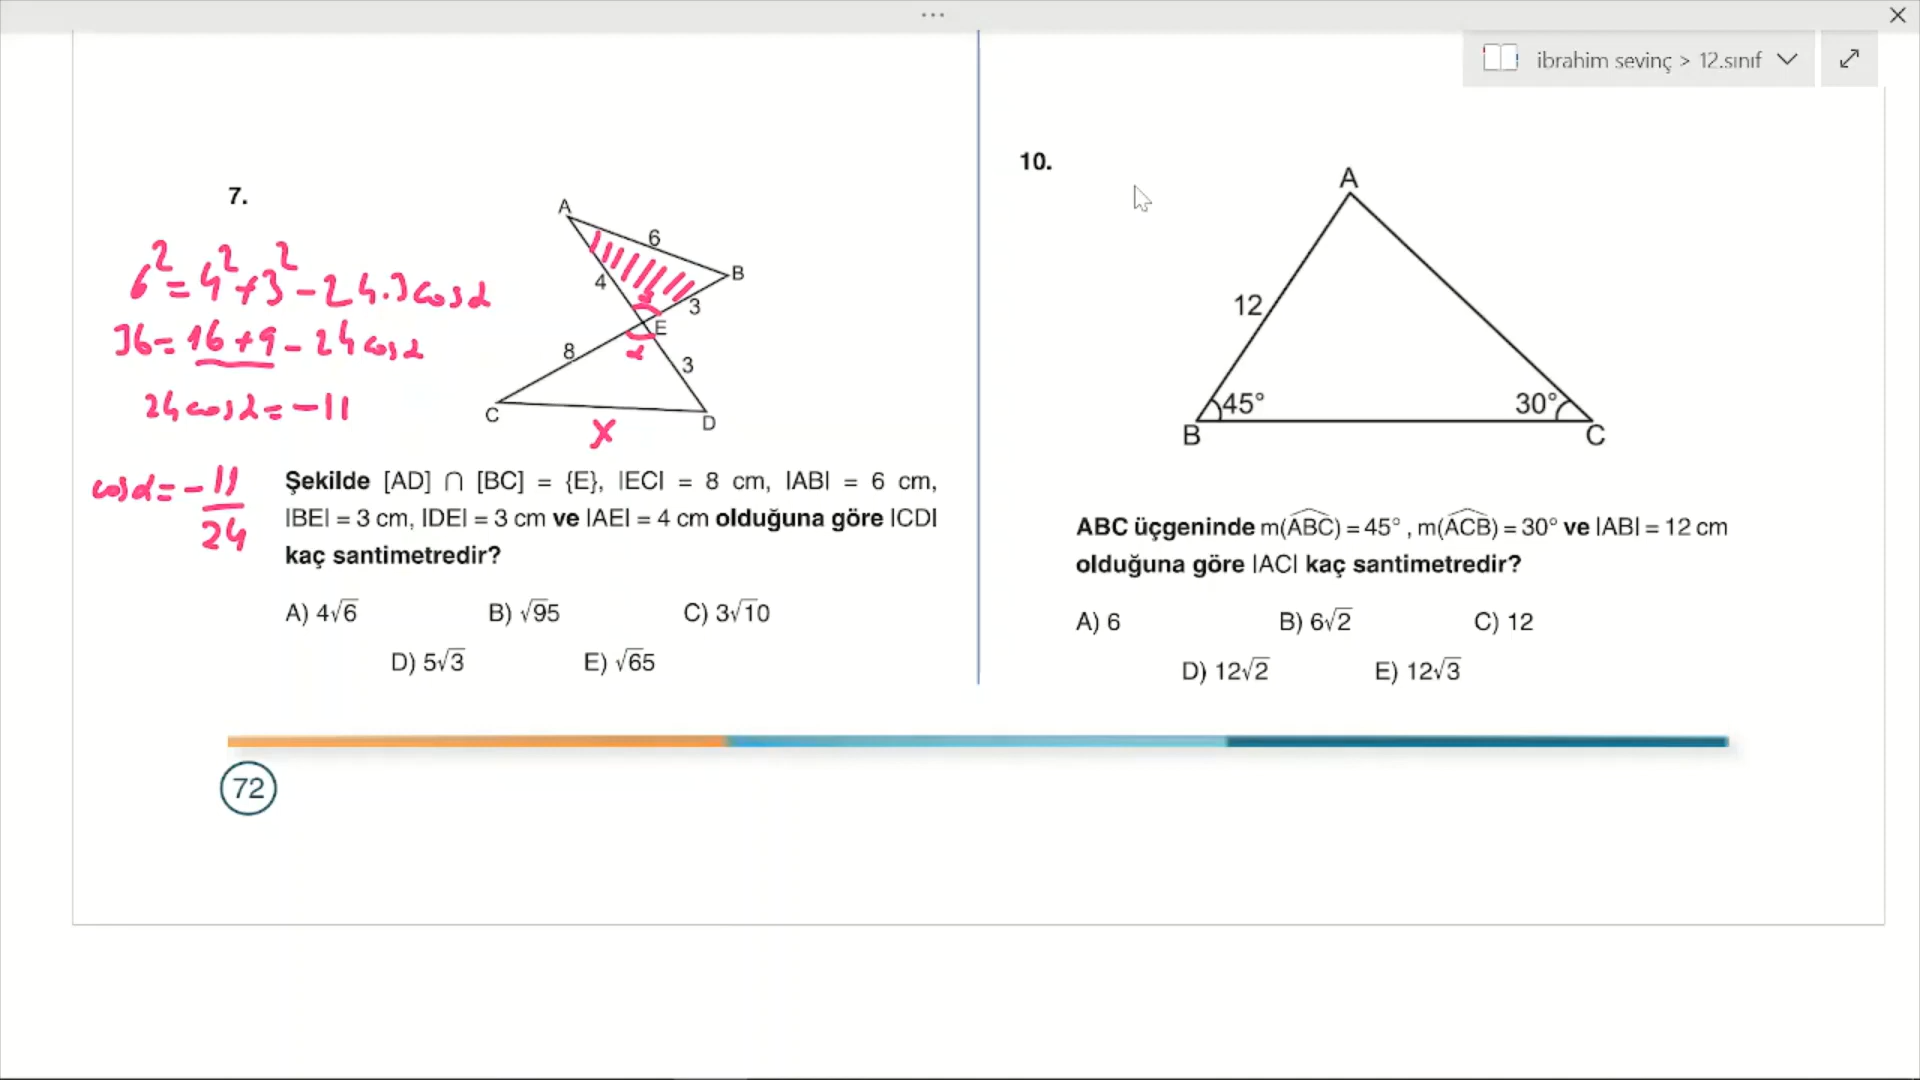 ...
ibrahim sevinç > 12.sınıf
7.
6² = 4² + 3² - 2 4 . 3 cos α
36 = 16 + 9 - 24 cos α
24 cos α = -11
cos α = - 11/24
A
6
B
4
α
3
E
α
8
3
C
D
x
Şekilde [AD] ∩ [BC] = {E}, |EC| = 8 cm, |AB| = 6 cm,
|BE| = 3 cm, |DE| = 3 cm ve |AE| = 4 cm olduğuna göre |CD|
kaç santimetredir?
A) 4√6 B) √95 C) 3√10
D) 5√3 E) √65
10.
A
12
45°
30°
B
C
ABC üçgeninde m(ABC) = 45° , m(ACB) = 30° ve |AB| = 12 cm
olduğuna göre |AC| kaç santimetredir?
A) 6 B) 6√2 C) 12
D) 12√2 E) 12√3
72